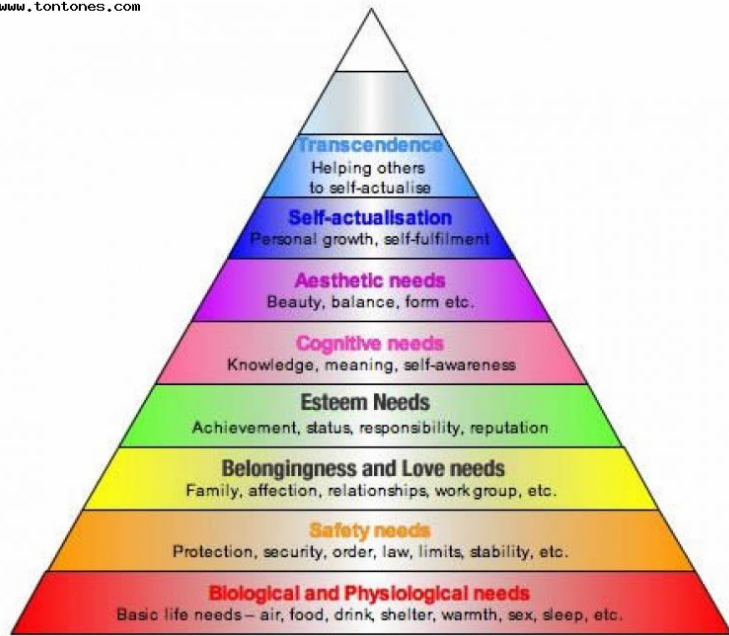 www.tontones.com
Transcendence
Helping others
to self-actualise
Self-actualisation
Personal growth, self-fulfilment
Aesthetic needs
Beauty, balance, form etc.
Cognitive needs
Knowledge, meaning, self-awareness
Esteem Needs
Achievement, status, responsibility, reputation
Belongingness and Love needs
Family, affection, relationships, work group, etc.
Safety needs
Protection, security, order, law, limits, stability, etc.
Biological and Physiological needs
Basic life needs – air, food, drink, shelter, warmth, sex, sleep, etc.